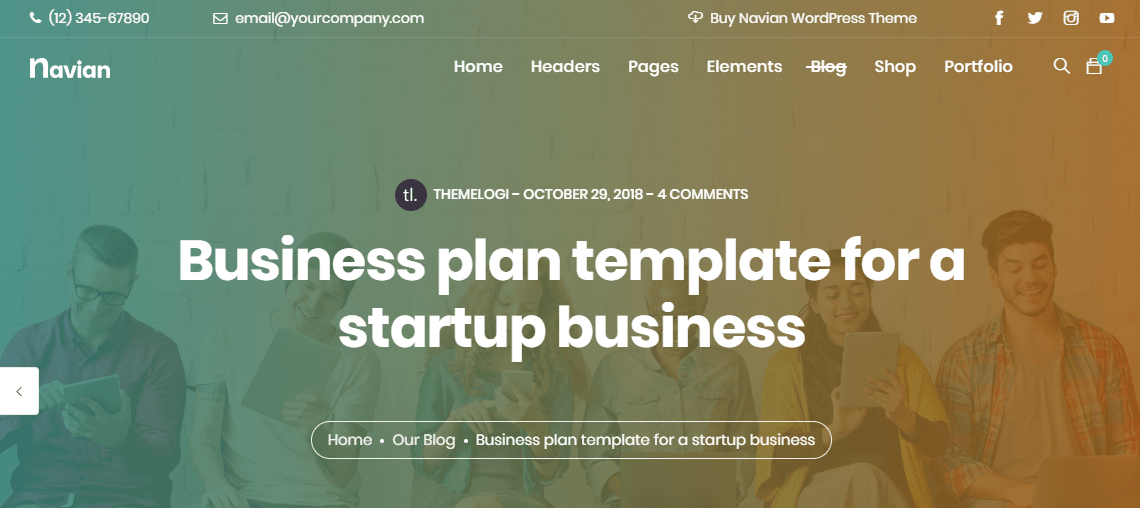 (12) 345-67890 email@yourcompany.com Buy Navian WordPress Theme
navian Home Headers Pages Elements Blog Shop Portfolio 0
tl. THEMELOGI – OCTOBER 29, 2018 – 4 COMMENTS
Business plan template for a
startup business
Home • Our Blog • Business plan template for a startup business